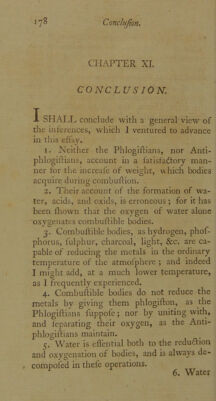 178 Conclusion.
CHAPTER XI.
CONCLUSION.
I SHALL conclude with a general view of
the inferences, which I ventured to advance
in this essay.
1. Neither the Phlogistians, nor Anti-
phlogistians, account in a satisfactory man-
ner for the increase of weight, which bodies
acquire during combustion.
2. Their account of the formation of wa-
ter, acids, and oxids, is erroneous; for it has
been shown that the oxygen of water alone
oxygenates combustible bodies.
3. Combustible bodies, as hydrogen, phos-
phorus, sulphur, charcoal, light, &c. are ca-
pable of reducing the metals in the ordinary
temperature of the atmosphere; and indeed
I might add, at a much lower temperature,
as I frequently experienced.
4. Combustible bodies do not reduce the
metals by giving them phlogiston, as the
Phlogistians suppose; nor by uniting with,
and separating their oxygen, as the Anti-
phlogistians maintain.
5. Water is essential both to the reduction
and oxygenation of bodies, and is always de-
composed in these operations.
6. Water